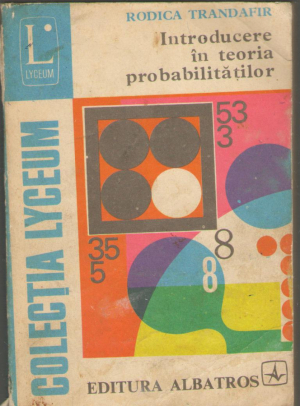 L
LYCEUM
RODICA TRANDAFIR
Introducere
în teoria
probabilităților
COLECȚIA LYCEUM
53
3
35
5
8
8
EDITURA ALBATROS